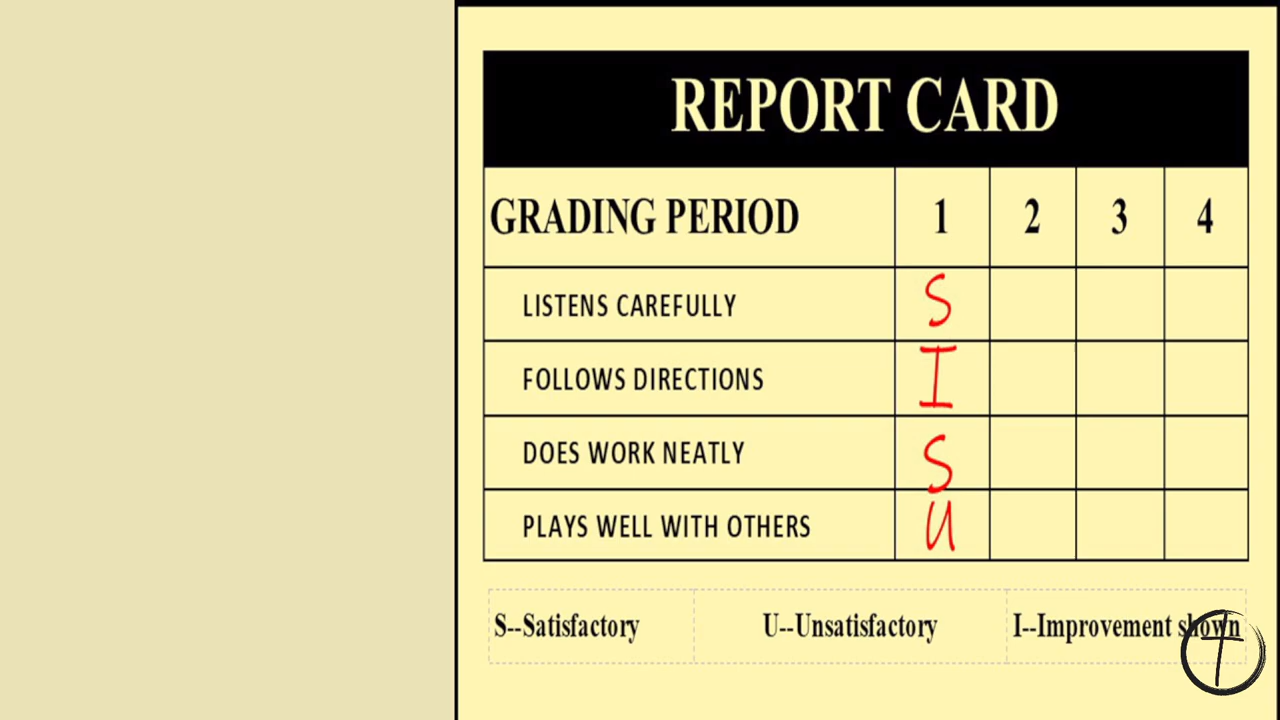 REPORT CARD
GRADING PERIOD 1 2 3 4
LISTENS CAREFULLY S
FOLLOWS DIRECTIONS I
DOES WORK NEATLY S
PLAYS WELL WITH OTHERS U
S--Satisfactory U--Unsatisfactory I--Improvement shown